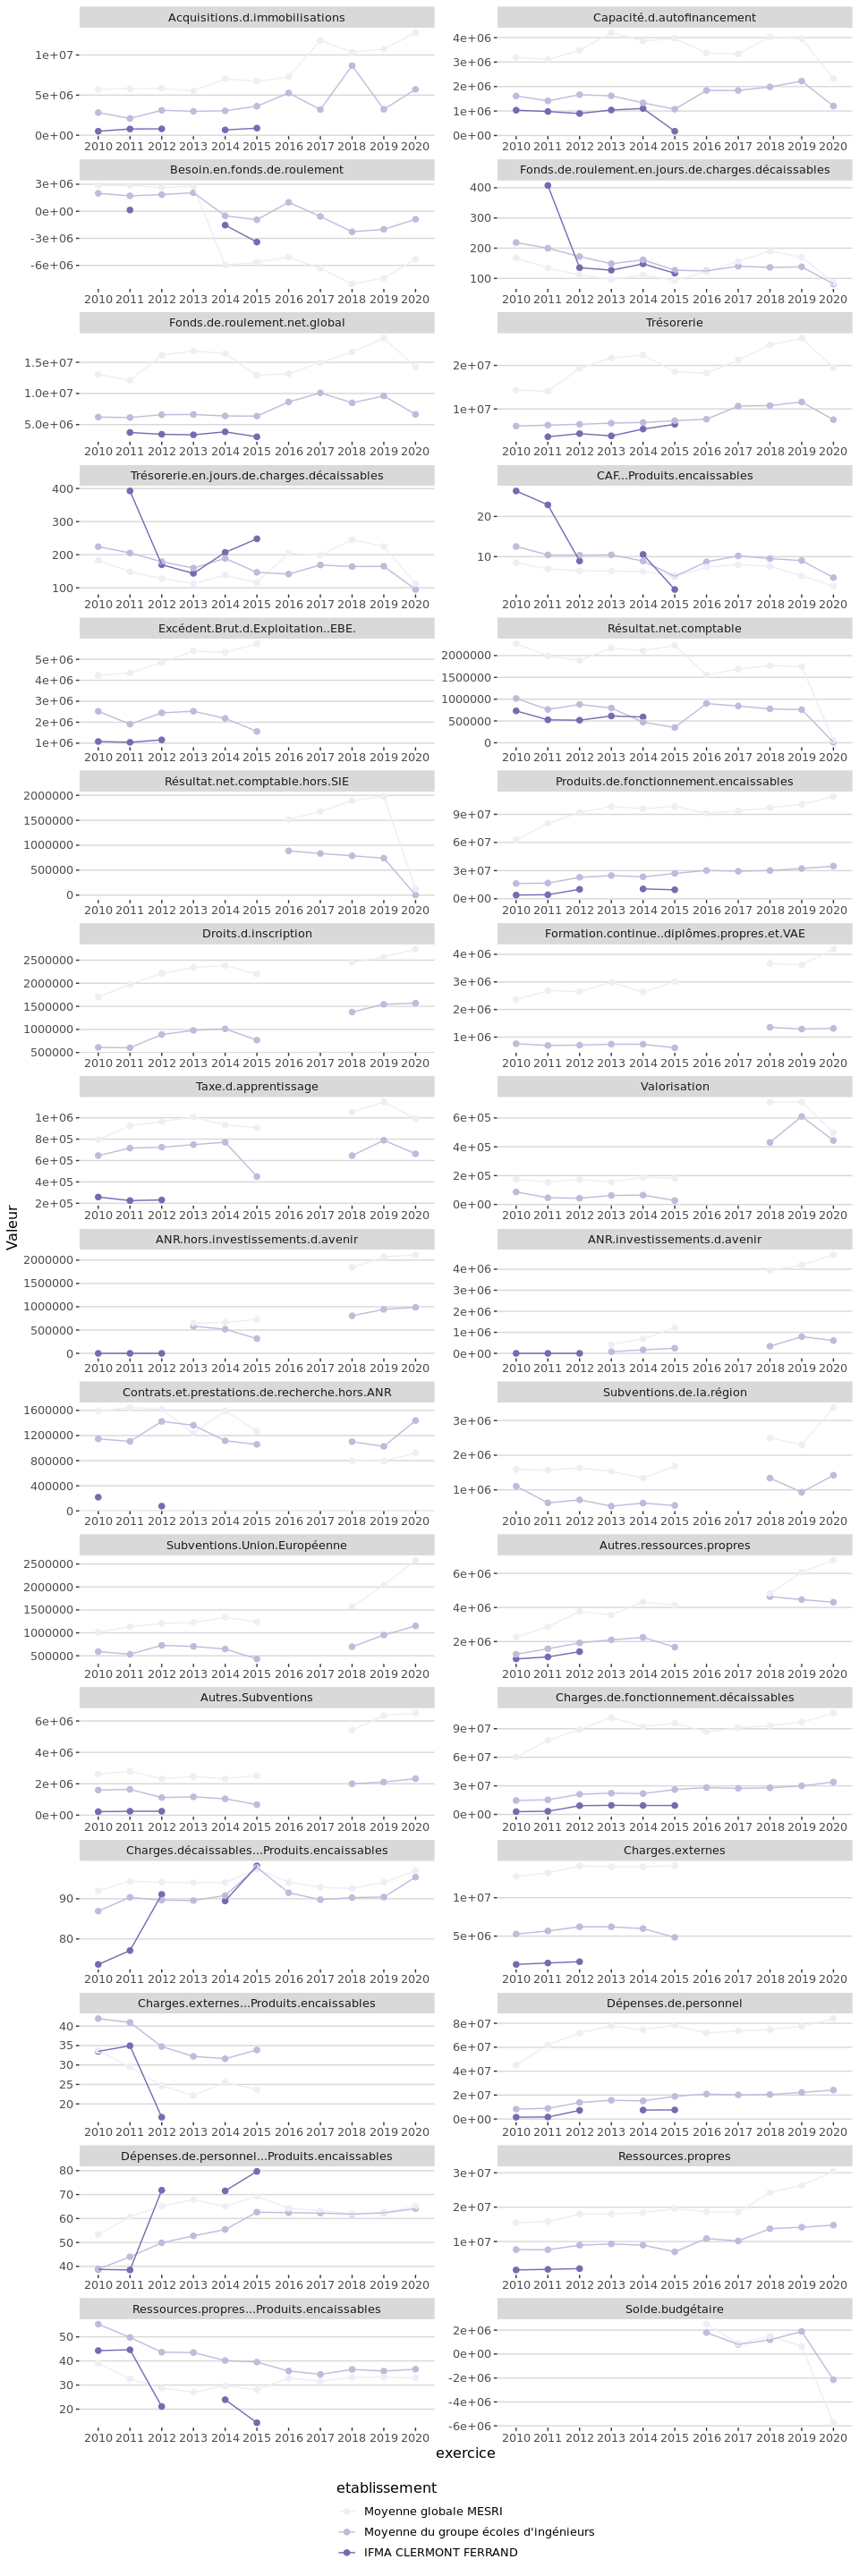 Acquisitions.d.immobilisations
1e+07
5e+06
0e+00
2010 2011 2012 2013 2014 2015 2016 2017 2018 2019 2020
Capacité.d.autofinancement
4e+06
3e+06
2e+06
1e+06
0e+00
2010 2011 2012 2013 2014 2015 2016 2017 2018 2019 2020
Besoin.en.fonds.de.roulement
3e+06
0e+00
-3e+06
-6e+06
2010 2011 2012 2013 2014 2015 2016 2017 2018 2019 2020
Fonds.de.roulement.en.jours.de.charges.décaissables
400
300
200
100
2010 2011 2012 2013 2014 2015 2016 2017 2018 2019 2020
Fonds.de.roulement.net.global
1.5e+07
1.0e+07
5.0e+06
2010 2011 2012 2013 2014 2015 2016 2017 2018 2019 2020
Trésorerie
2e+07
1e+07
2010 2011 2012 2013 2014 2015 2016 2017 2018 2019 2020
Trésorerie.en.jours.de.charges.décaissables
400
300
200
100
2010 2011 2012 2013 2014 2015 2016 2017 2018 2019 2020
CAF...Produits.encaissables
20
10
2010 2011 2012 2013 2014 2015 2016 2017 2018 2019 2020
Excédent.Brut.d.Exploitation..EBE.
5e+06
4e+06
3e+06
2e+06
1e+06
2010 2011 2012 2013 2014 2015 2016 2017 2018 2019 2020
Résultat.net.comptable
2000000
1500000
1000000
500000
0
2010 2011 2012 2013 2014 2015 2016 2017 2018 2019 2020
Résultat.net.comptable.hors.SIE
2000000
1500000
1000000
500000
0
2010 2011 2012 2013 2014 2015 2016 2017 2018 2019 2020
Produits.de.fonctionnement.encaissables
9e+07
6e+07
3e+07
0e+00
2010 2011 2012 2013 2014 2015 2016 2017 2018 2019 2020
Droits.d.inscription
2500000
2000000
1500000
1000000
500000
2010 2011 2012 2013 2014 2015 2016 2017 2018 2019 2020
Formation.continue..diplômes.propres.et.VAE
4e+06
3e+06
2e+06
1e+06
2010 2011 2012 2013 2014 2015 2016 2017 2018 2019 2020
Taxe.d.apprentissage
1e+06
8e+05
6e+05
4e+05
2e+05
2010 2011 2012 2013 2014 2015 2016 2017 2018 2019 2020
Valorisation
6e+05
4e+05
2e+05
0e+00
2010 2011 2012 2013 2014 2015 2016 2017 2018 2019 2020
Valeur
ANR.hors.investissements.d.avenir
2000000
1500000
1000000
500000
0
2010 2011 2012 2013 2014 2015 2016 2017 2018 2019 2020
ANR.investissements.d.avenir
4e+06
3e+06
2e+06
1e+06
0e+00
2010 2011 2012 2013 2014 2015 2016 2017 2018 2019 2020
Contrats.et.prestations.de.recherche.hors.ANR
1600000
1200000
800000
400000
0
2010 2011 2012 2013 2014 2015 2016 2017 2018 2019 2020
Subventions.de.la.région
3e+06
2e+06
1e+06
2010 2011 2012 2013 2014 2015 2016 2017 2018 2019 2020
Subventions.Union.Européenne
2500000
2000000
1500000
1000000
500000
2010 2011 2012 2013 2014 2015 2016 2017 2018 2019 2020
Autres.ressources.propres
6e+06
4e+06
2e+06
2010 2011 2012 2013 2014 2015 2016 2017 2018 2019 2020
Autres.Subventions
6e+06
4e+06
2e+06
0e+00
2010 2011 2012 2013 2014 2015 2016 2017 2018 2019 2020
Charges.de.fonctionnement.décaissables
9e+07
6e+07
3e+07
0e+00
2010 2011 2012 2013 2014 2015 2016 2017 2018 2019 2020
Charges.décaissables...Produits.encaissables
90
80
2010 2011 2012 2013 2014 2015 2016 2017 2018 2019 2020
Charges.externes
1e+07
5e+06
2010 2011 2012 2013 2014 2015 2016 2017 2018 2019 2020
Charges.externes...Produits.encaissables
40
35
30
25
20
2010 2011 2012 2013 2014 2015 2016 2017 2018 2019 2020
Dépenses.de.personnel
8e+07
6e+07
4e+07
2e+07
0e+00
2010 2011 2012 2013 2014 2015 2016 2017 2018 2019 2020
Dépenses.de.personnel...Produits.encaissables
80
70
60
50
40
2010 2011 2012 2013 2014 2015 2016 2017 2018 2019 2020
Ressources.propres
3e+07
2e+07
1e+07
2010 2011 2012 2013 2014 2015 2016 2017 2018 2019 2020
Ressources.propres...Produits.encaissables
50
40
30
20
2010 2011 2012 2013 2014 2015 2016 2017 2018 2019 2020
Solde.budgétaire
2e+06
0e+00
-2e+06
-4e+06
-6e+06
2010 2011 2012 2013 2014 2015 2016 2017 2018 2019 2020
exercice
etablissement
Moyenne globale MESRI
Moyenne du groupe écoles d'ingénieurs
IFMA CLERMONT FERRAND